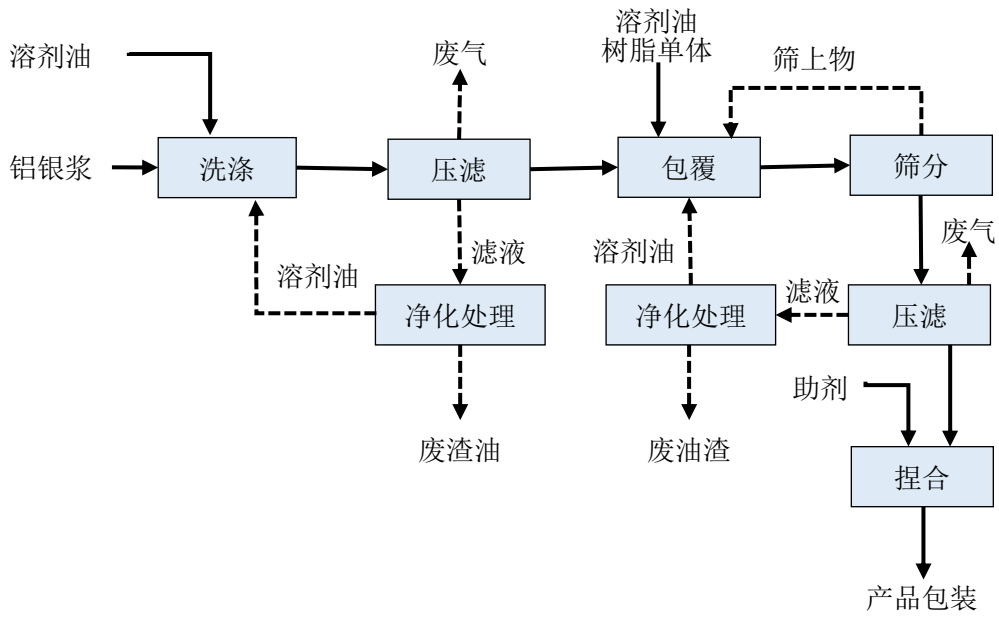 溶剂油
树脂单体
溶剂油
废气
筛上物
铝银浆
洗涤
压滤
包覆
筛分
废气
溶剂油
滤液
溶剂油
滤液
净化处理
净化处理
压滤
助剂
废渣油
废油渣
捏合
产品包装